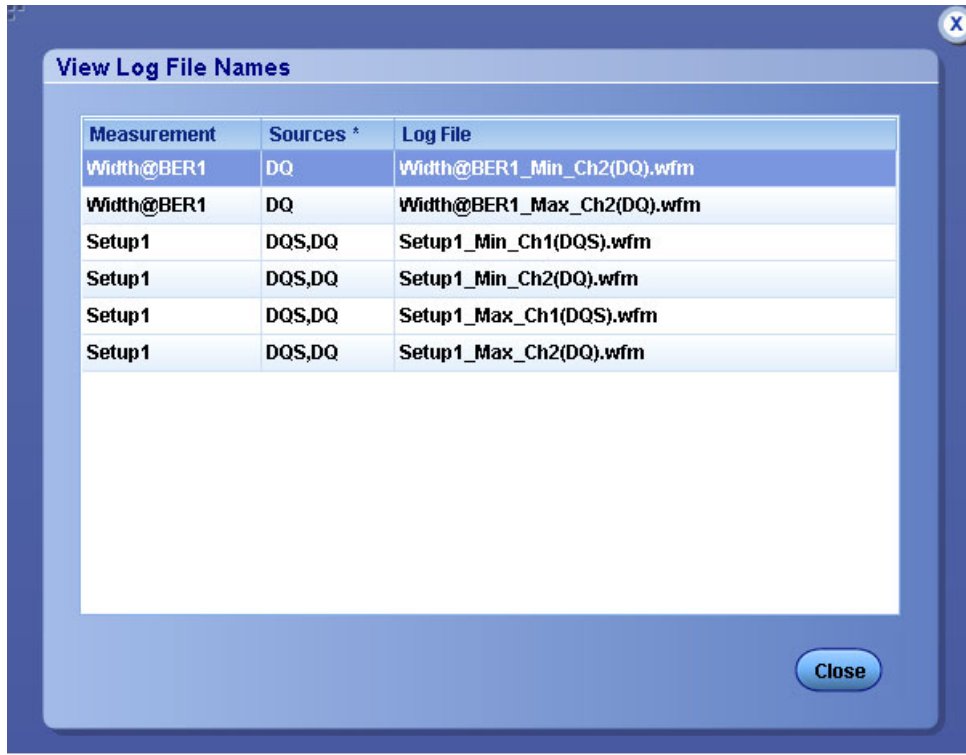 X
View Log File Names
Measurement Sources * Log File
Width@BER1 DQ Width@BER1_Min_Ch2(DQ).wfm
Width@BER1 DQ Width@BER1_Max_Ch2(DQ).wfm
Setup1 DQS,DQ Setup1_Min_Ch1(DQS).wfm
Setup1 DQS,DQ Setup1_Min_Ch2(DQ).wfm
Setup1 DQS,DQ Setup1_Max_Ch1(DQS).wfm
Setup1 DQS,DQ Setup1_Max_Ch2(DQ).wfm
Close